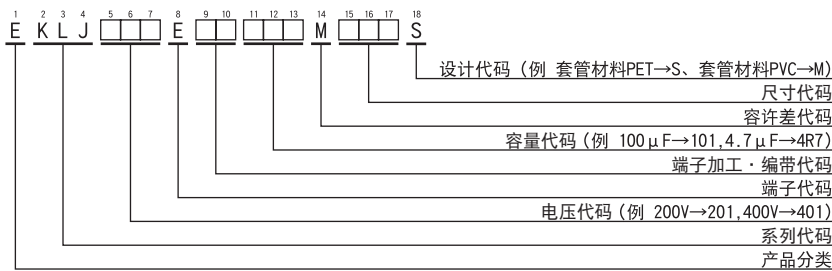 1 2 3 4 5 6 7 8 9 10 11 12 13 14 15 16 17 18
E K L J □□□ E □□ □□□ M □□□ S
设计代码（例 套管材料PET→S、套管材料PVC→M）
尺寸代码
容许差代码
容量代码（例 100μF→101,4.7μF→4R7）
端子加工・编带代码
端子代码
电压代码（例 200V→201,400V→401）
系列代码
产品分类